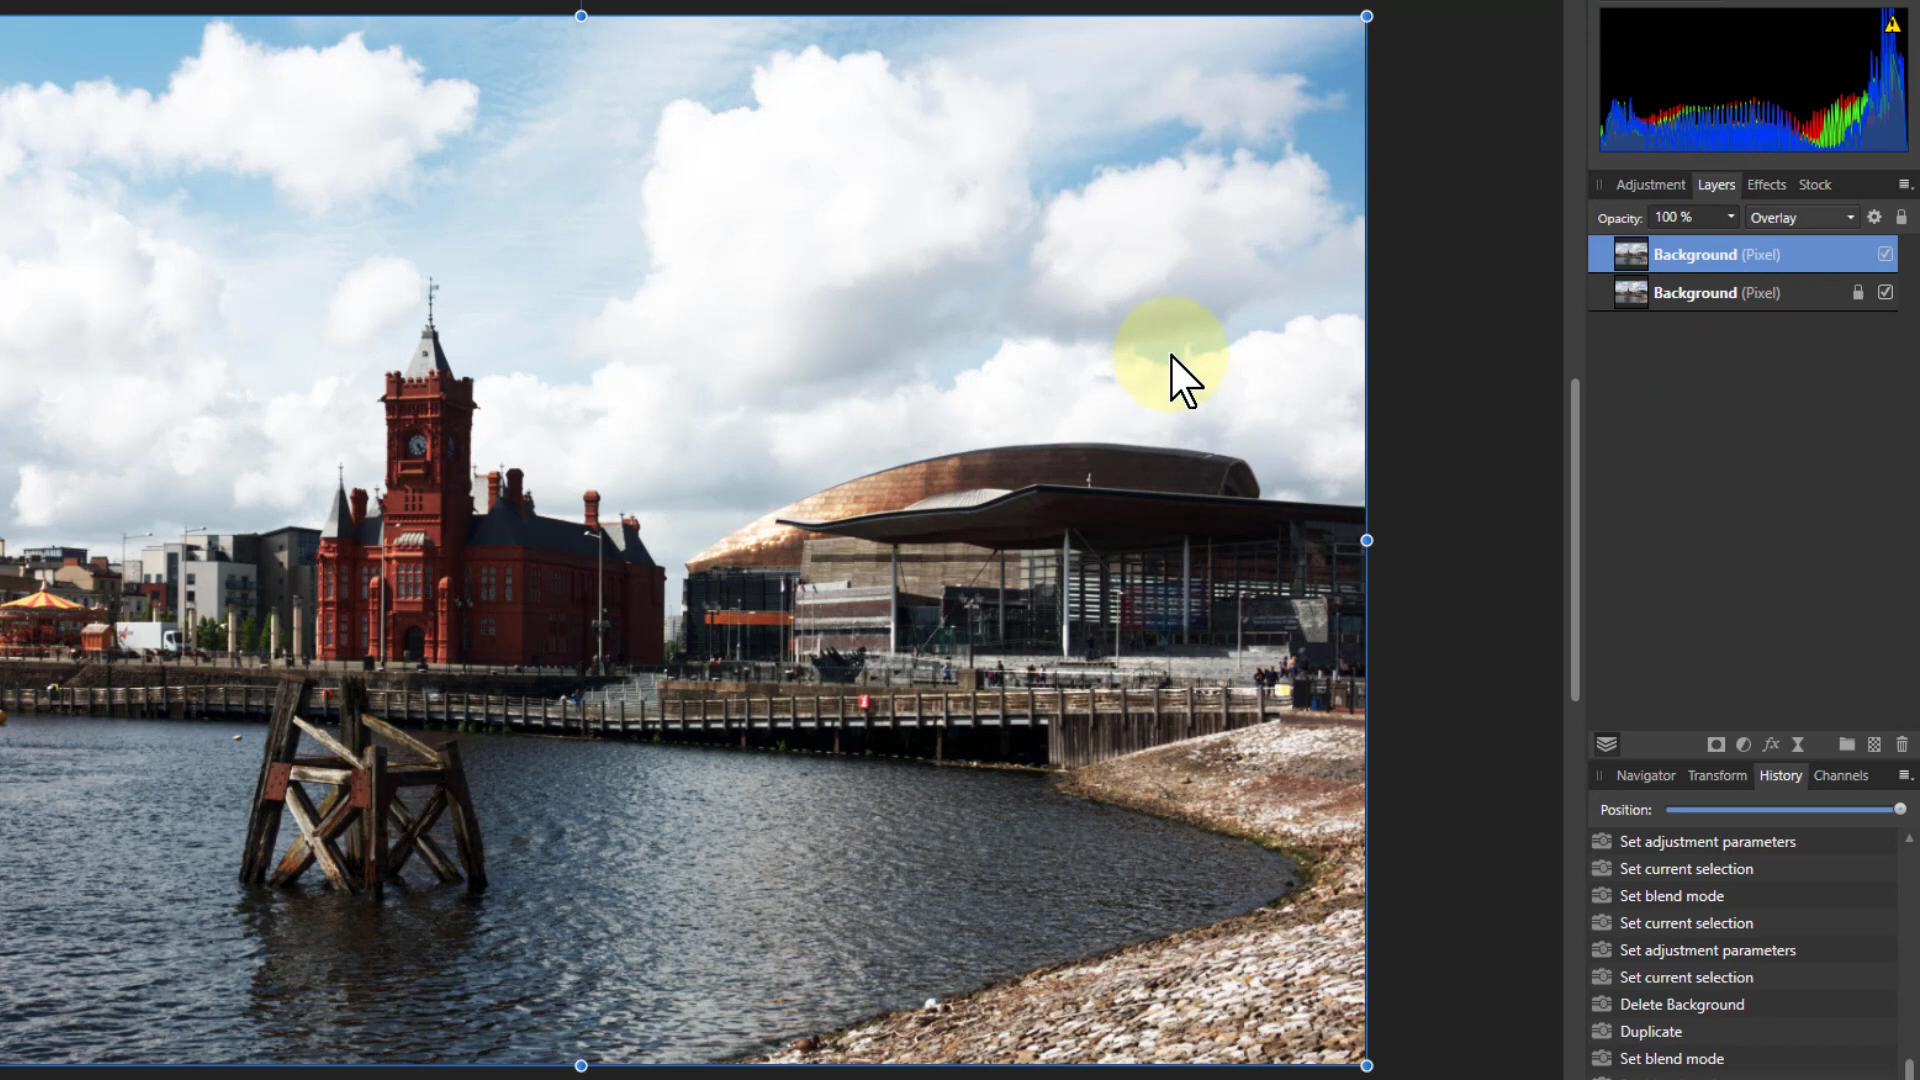 Adjustment Layers Effects Stock
Opacity: 100 % Overlay
Background (Pixel)
Background (Pixel)
fx
Navigator Transform History Channels
Position:
Set adjustment parameters
Set current selection
Set blend mode
Set current selection
Set adjustment parameters
Set current selection
Delete Background
Duplicate
Set blend mode